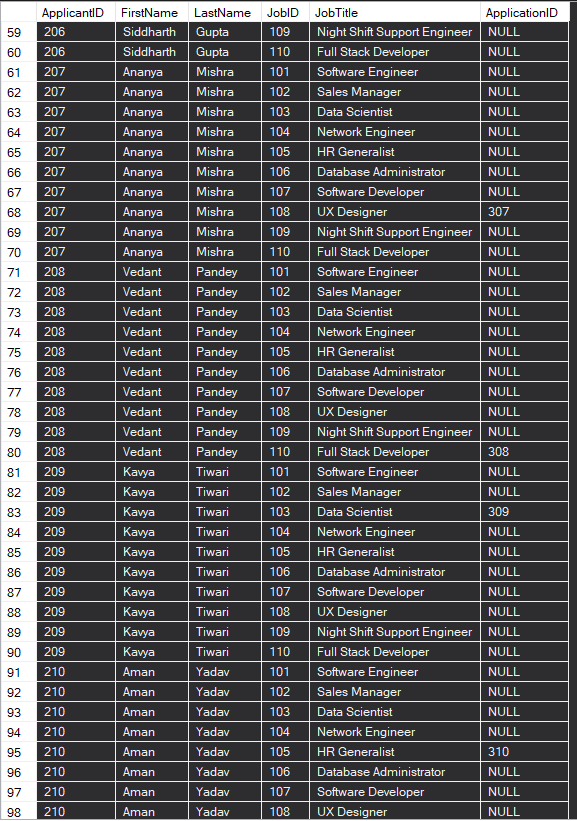 ApplicantID FirstName LastName JobID JobTitle ApplicationID
59 206 Siddharth Gupta 109 Night Shift Support Engineer NULL
60 206 Siddharth Gupta 110 Full Stack Developer NULL
61 207 Ananya Mishra 101 Software Engineer NULL
62 207 Ananya Mishra 102 Sales Manager NULL
63 207 Ananya Mishra 103 Data Scientist NULL
64 207 Ananya Mishra 104 Network Engineer NULL
65 207 Ananya Mishra 105 HR Generalist NULL
66 207 Ananya Mishra 106 Database Administrator NULL
67 207 Ananya Mishra 107 Software Developer NULL
68 207 Ananya Mishra 108 UX Designer 307
69 207 Ananya Mishra 109 Night Shift Support Engineer NULL
70 207 Ananya Mishra 110 Full Stack Developer NULL
71 208 Vedant Pandey 101 Software Engineer NULL
72 208 Vedant Pandey 102 Sales Manager NULL
73 208 Vedant Pandey 103 Data Scientist NULL
74 208 Vedant Pandey 104 Network Engineer NULL
75 208 Vedant Pandey 105 HR Generalist NULL
76 208 Vedant Pandey 106 Database Administrator NULL
77 208 Vedant Pandey 107 Software Developer NULL
78 208 Vedant Pandey 108 UX Designer NULL
79 208 Vedant Pandey 109 Night Shift Support Engineer NULL
80 208 Vedant Pandey 110 Full Stack Developer 308
81 209 Kavya Tiwari 101 Software Engineer NULL
82 209 Kavya Tiwari 102 Sales Manager NULL
83 209 Kavya Tiwari 103 Data Scientist 309
84 209 Kavya Tiwari 104 Network Engineer NULL
85 209 Kavya Tiwari 105 HR Generalist NULL
86 209 Kavya Tiwari 106 Database Administrator NULL
87 209 Kavya Tiwari 107 Software Developer NULL
88 209 Kavya Tiwari 108 UX Designer NULL
89 209 Kavya Tiwari 109 Night Shift Support Engineer NULL
90 209 Kavya Tiwari 110 Full Stack Developer NULL
91 210 Aman Yadav 101 Software Engineer NULL
92 210 Aman Yadav 102 Sales Manager NULL
93 210 Aman Yadav 103 Data Scientist NULL
94 210 Aman Yadav 104 Network Engineer NULL
95 210 Aman Yadav 105 HR Generalist 310
96 210 Aman Yadav 106 Database Administrator NULL
97 210 Aman Yadav 107 Software Developer NULL
98 210 Aman Yadav 108 UX Designer NULL